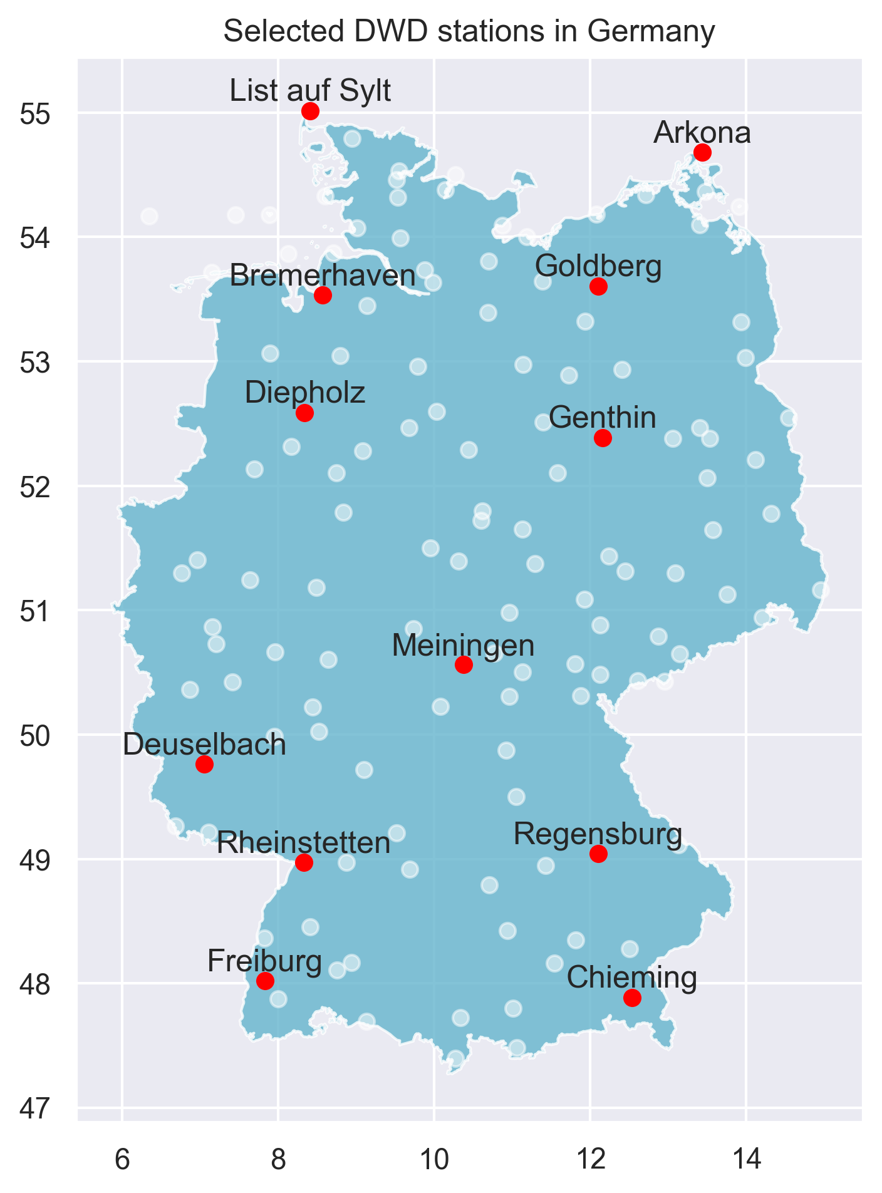 Selected DWD stations in Germany
List auf Sylt
55
Arkona
54
Goldberg
Bremerhaven
53
Diepholz
Genthin
52
51
Meiningen
50
Deuselbach
Regensburg
Rheinstetten
49
Freiburg
48
Chieming
47
6 8 10 12 14